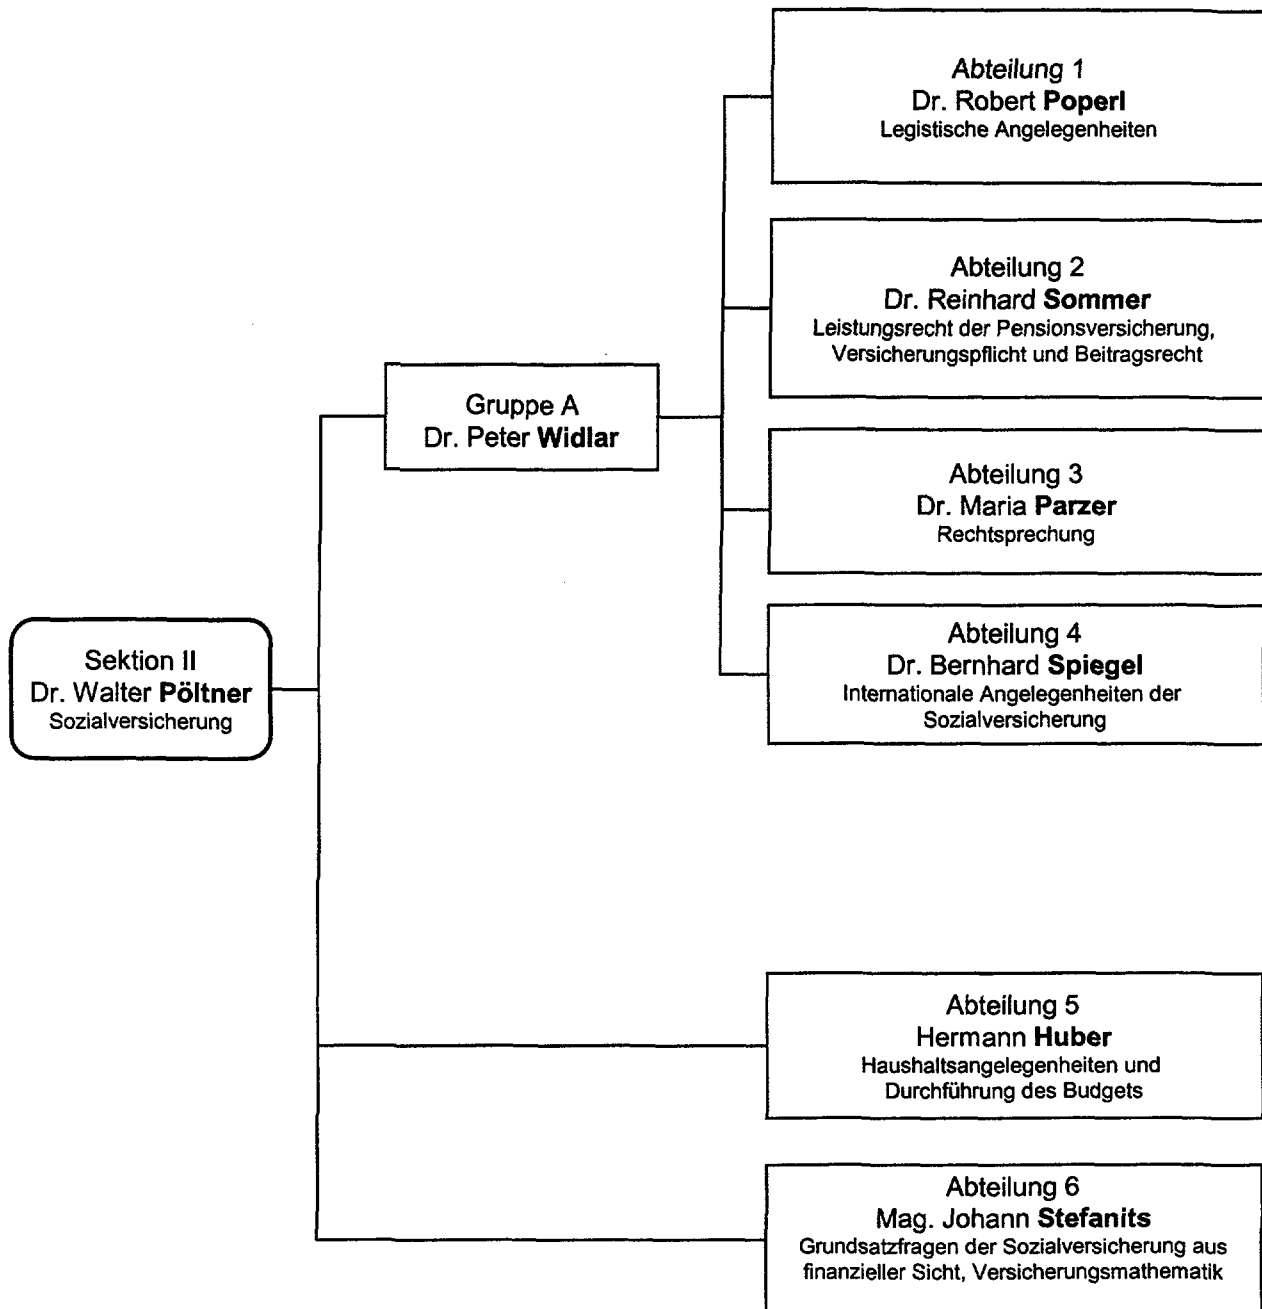 Abteilung 1
Dr. Robert Poperl
Legistische Angelegenheiten
Abteilung 2
Dr. Reinhard Sommer
Leistungsrecht der Pensionsversicherung,
Versicherungspflicht und Beitragsrecht
Gruppe A
Dr. Peter Widlar
Abteilung 3
Dr. Maria Parzer
Rechtsprechung
Abteilung 4
Dr. Bernhard Spiegel
Internationale Angelegenheiten der
Sozialversicherung
Sektion II
Dr. Walter Pöltner
Sozialversicherung
Abteilung 5
Hermann Huber
Haushaltsangelegenheiten und
Durchführung des Budgets
Abteilung 6
Mag. Johann Stefanits
Grundsatzfragen der Sozialversicherung aus
finanzieller Sicht, Versicherungsmathematik